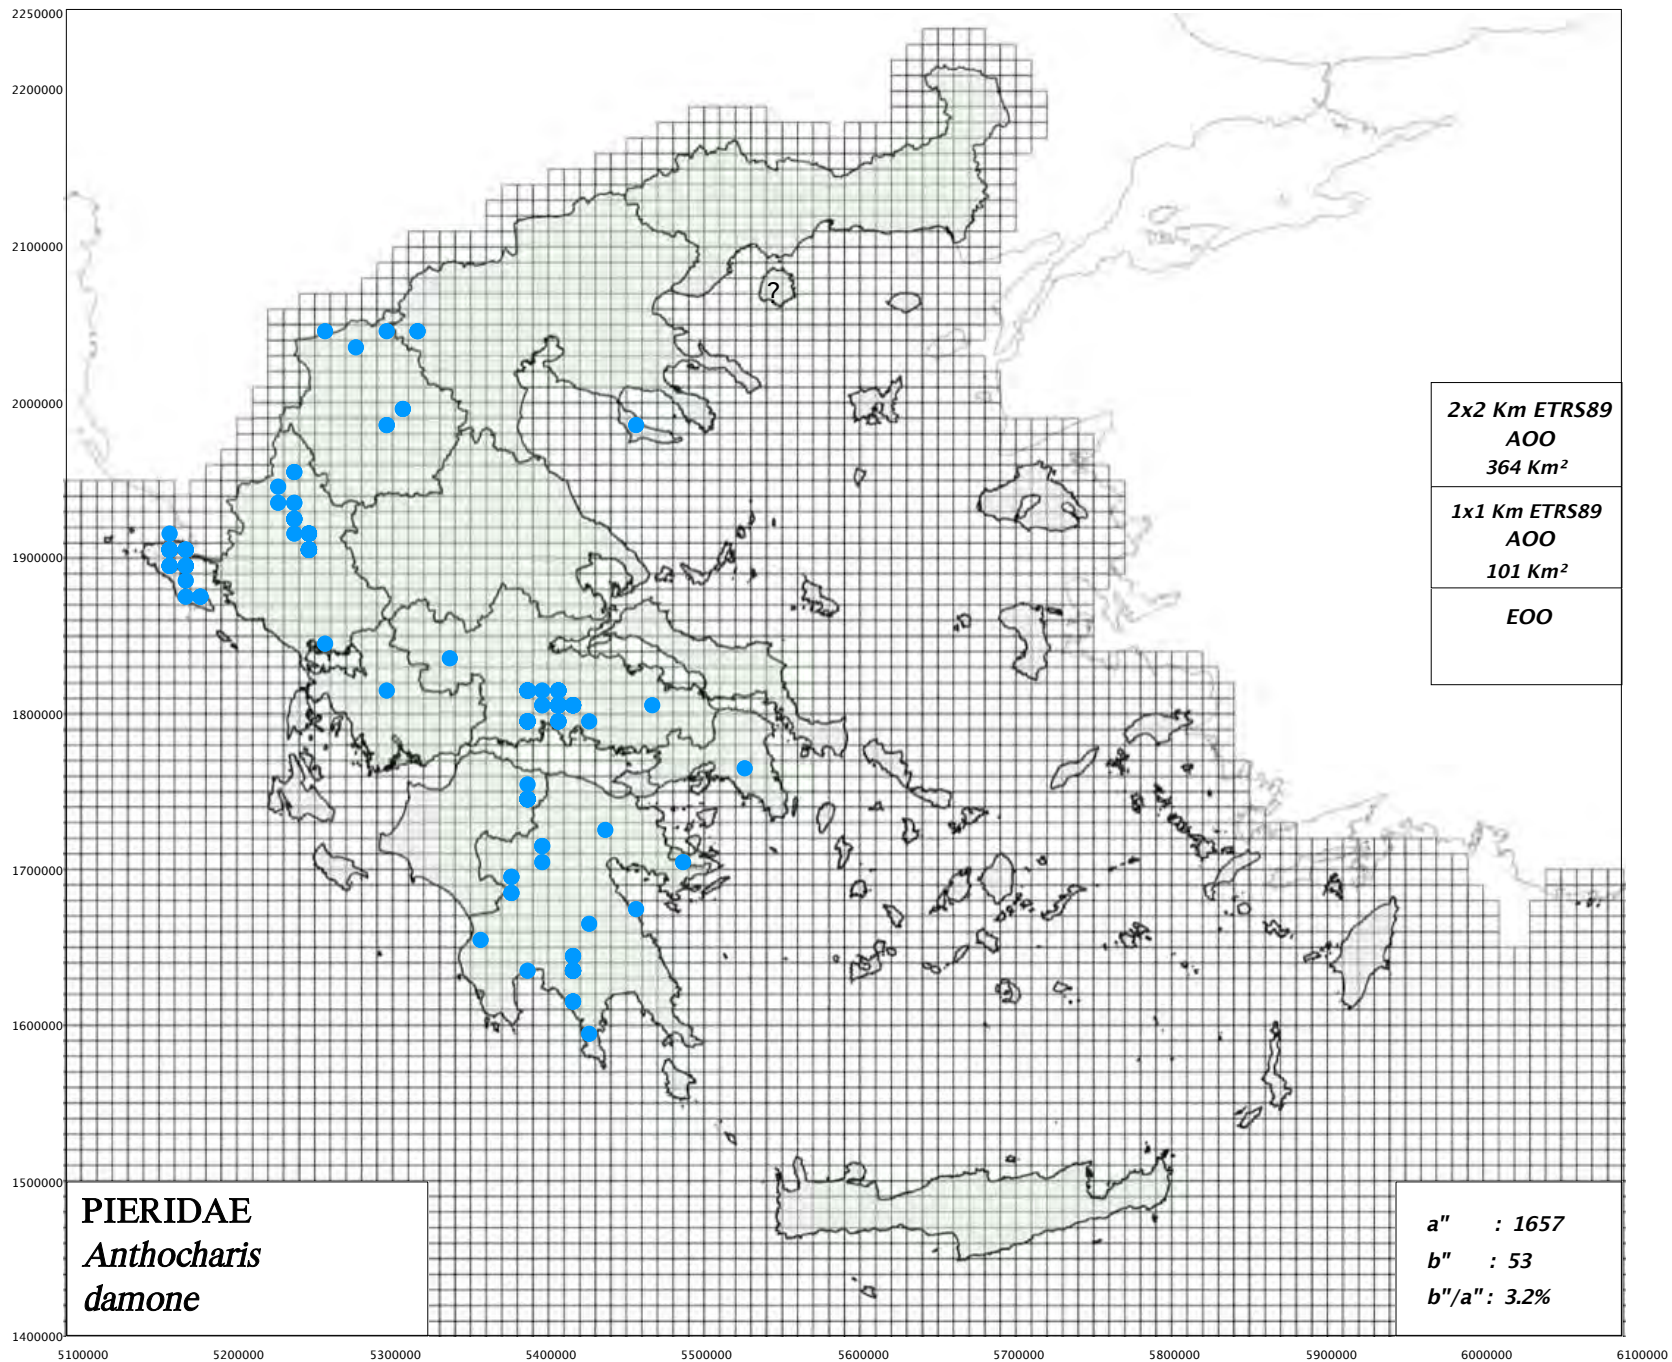 2250000
2200000
2100000
2000000
1900000
1800000
1700000
1600000
1500000
1400000
?
2x2 Km ETRS89
AOO
364 Km²
1x1 Km ETRS89
AOO
101 Km²
EOO
PIERIDAE
Anthocharis
damone
a" : 1657
b" : 53
b"/a" : 3.2%
5100000 5200000 5300000 5400000 5500000 5600000 5700000 5800000 5900000 6000000 6100000